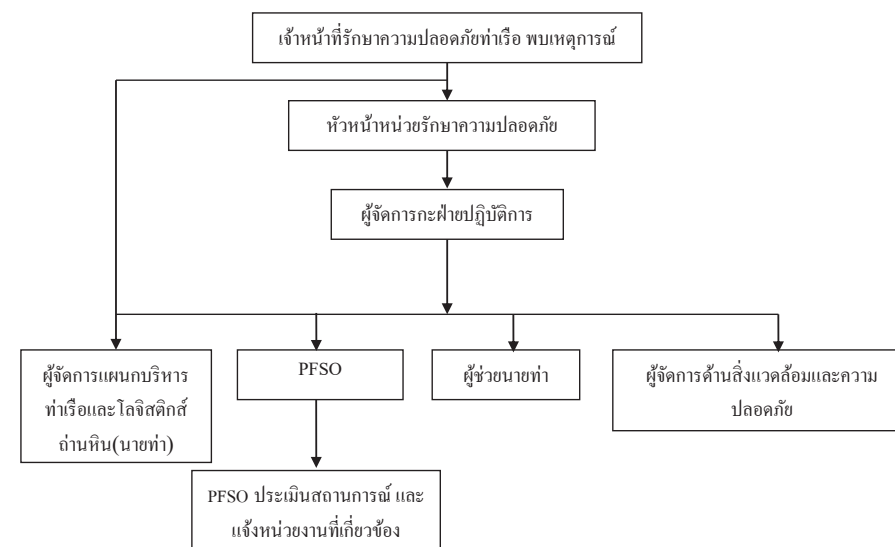 เจ้าหน้าที่รักษาความปลอดภัยท่าเรือ พบเหตุการณ์
หัวหน้าหน่วยรักษาความปลอดภัย
ผู้จัดการกะฝ่ายปฏิบัติการ
ผู้จัดการแผนกบริหาร
ท่าเรือและโลจิสติกส์
ถ่านหิน(นายท่า)
PFSO
ผู้ช่วยนายท่า
ผู้จัดการด้านสิ่งแวดล้อมและความ
ปลอดภัย
PFSO ประเมินสถานการณ์ และ
แจ้งหน่วยงานที่เกี่ยวข้อง